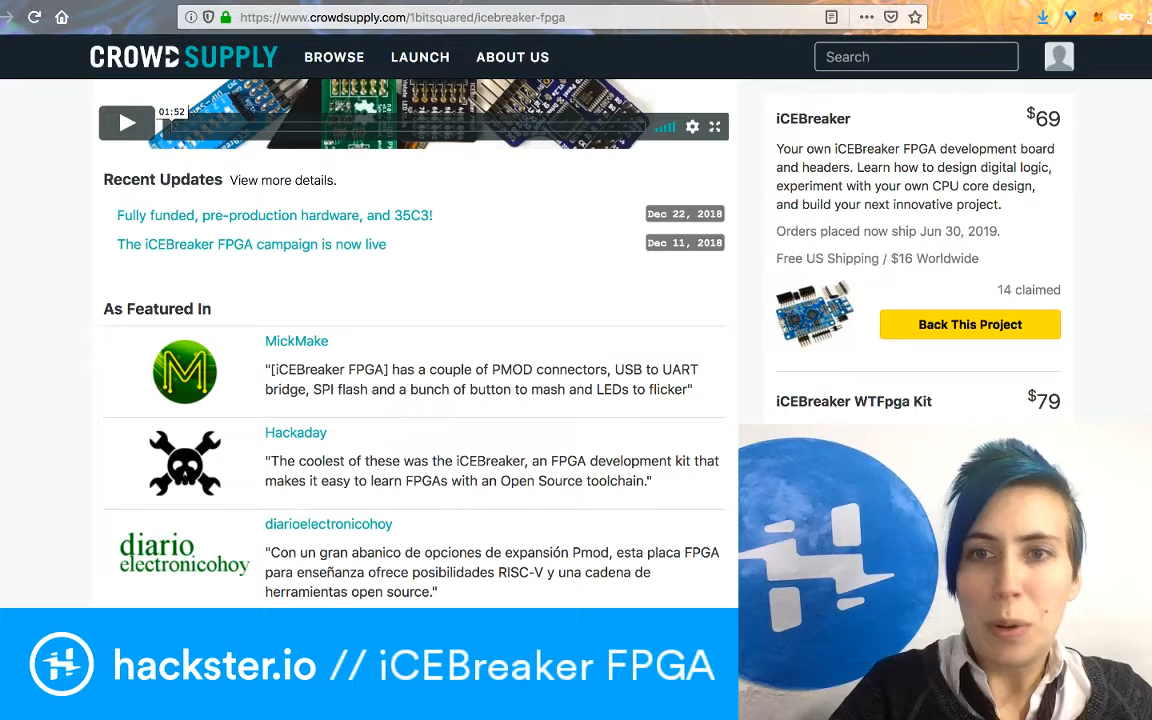 https://www.crowdsupply.com/1bitsquared/icebreaker-fpga
CROWD SUPPLY BROWSE LAUNCH ABOUT US Search
01:52
Recent Updates View more details.
Fully funded, pre-production hardware, and 35C3! Dec 22, 2018
The iCEBreaker FPGA campaign is now live Dec 11, 2018
As Featured In
MickMake
"[iCEBreaker FPGA] has a couple of PMOD connectors, USB to UART
bridge, SPI flash and a bunch of button to mash and LEDs to flicker"
Hackaday
"The coolest of these was the iCEBreaker, an FPGA development kit that
makes it easy to learn FPGAs with an Open Source toolchain."
diario
electronicohoy
diarioelectronicohoy
"Con un gran abanico de opciones de expansión Pmod, esta placa FPGA
para enseñanza ofrece posibilidades RISC-V y una cadena de
herramientas open source."
iCEBreaker $69
Your own iCEBreaker FPGA development board
and headers. Learn how to design digital logic,
experiment with your own CPU core design,
and build your next innovative project.
Orders placed now ship Jun 30, 2019.
Free US Shipping / $16 Worldwide
14 claimed
Back This Project
iCEBreaker WTFpga Kit $79
hackster.io // iCEBreaker FPGA